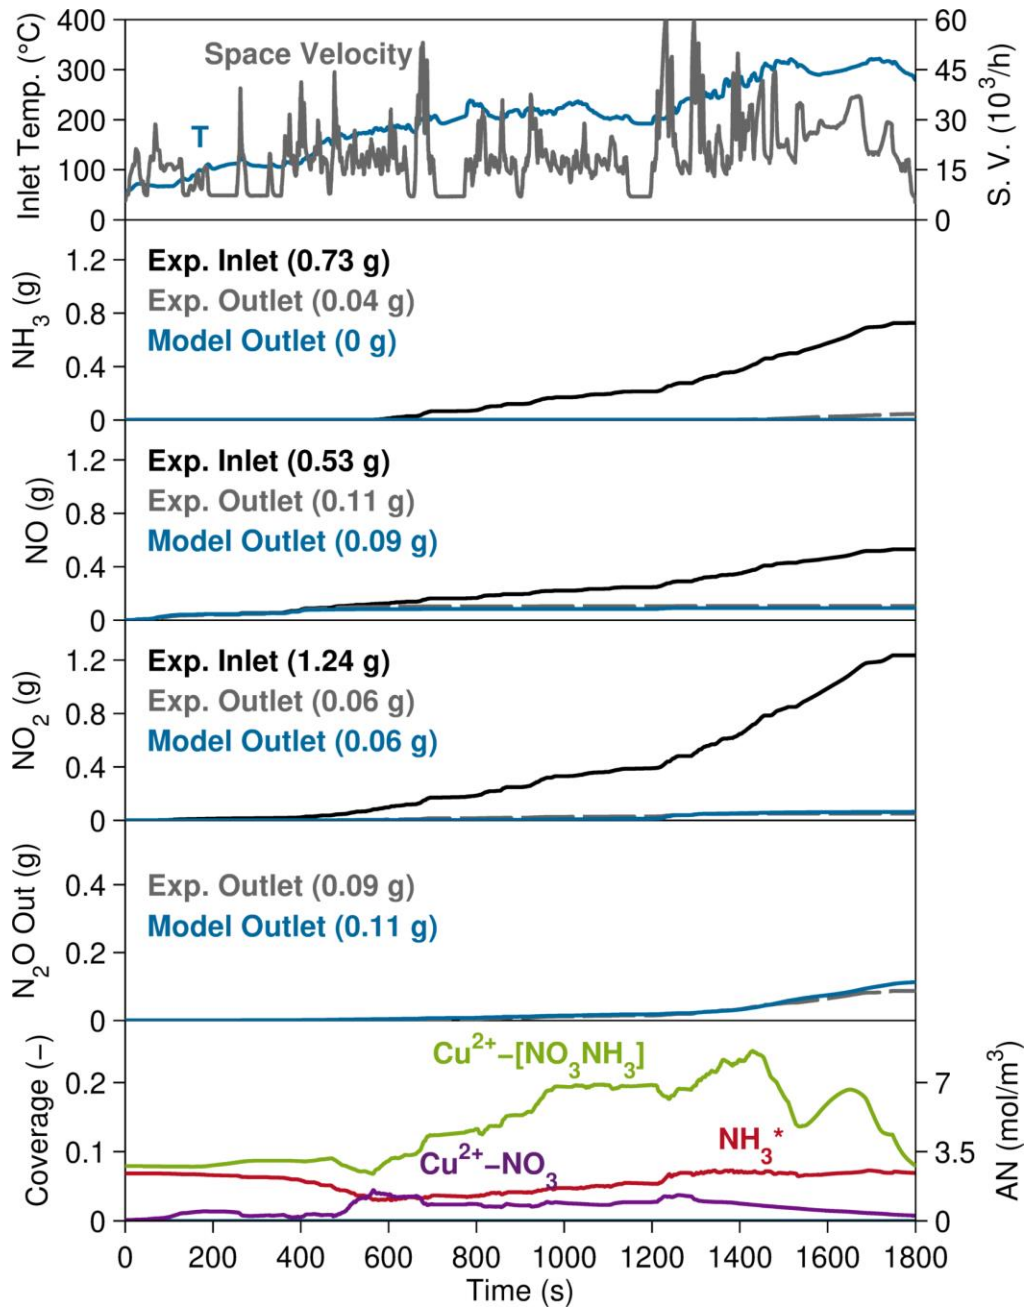 400
300
200
100
0
Inlet Temp. (°C)
Space Velocity
T
60
45
30
15
0
S. V. (10³/h)
1.2
0.8
0.4
0
NH₃ (g)
Exp. Inlet (0.73 g)
Exp. Outlet (0.04 g)
Model Outlet (0 g)
1.2
0.8
0.4
0
NO (g)
Exp. Inlet (0.53 g)
Exp. Outlet (0.11 g)
Model Outlet (0.09 g)
1.2
0.8
0.4
0
NO₂ (g)
Exp. Inlet (1.24 g)
Exp. Outlet (0.06 g)
Model Outlet (0.06 g)
0.4
0.2
0
N₂O Out (g)
Exp. Outlet (0.09 g)
Model Outlet (0.11 g)
0.2
0.1
0
Coverage (−)
Cu²⁺−[NO₃NH₃]
Cu²⁺−NO₃
NH₃*
7
3.5
0
AN (mol/m³)
0 200 400 600 800 1000 1200 1400 1600 1800
Time (s)